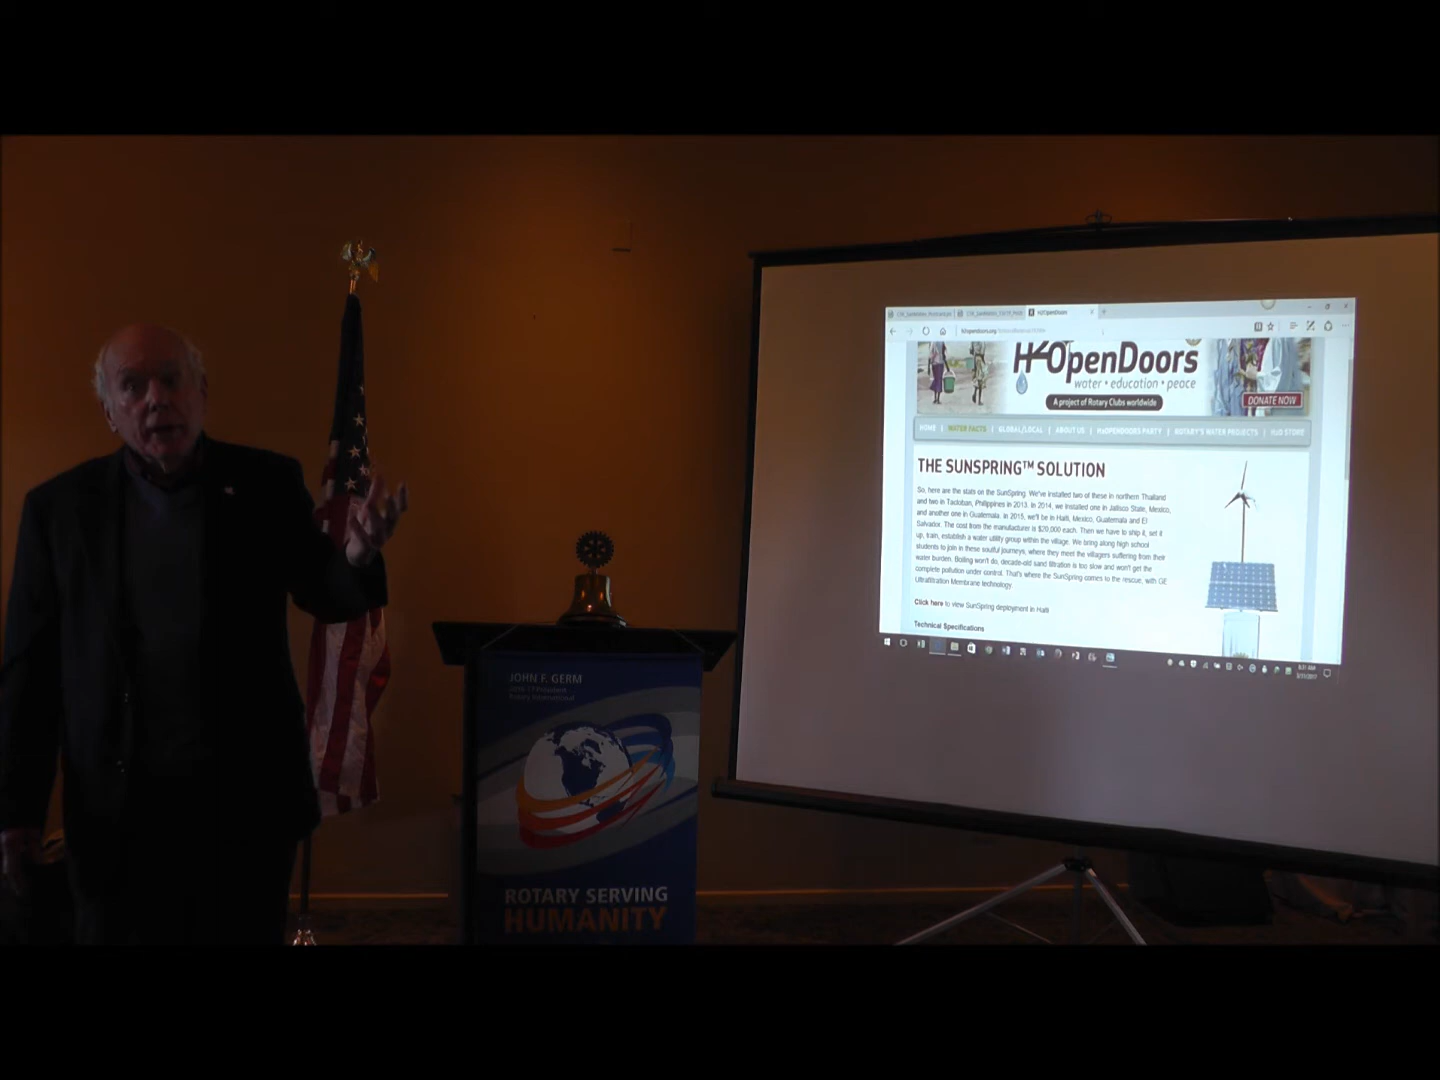 H2OpenDoors
H2OpenDoors
water • education • peace
A project of Rotary Clubs worldwide
DONATE NOW
HOME | WATER FACTS | GLOBAL/LOCAL | ABOUT US | H2OPENDOORS PARTY | ROTARY'S WATER PROJECTS | H2O STORE
THE SUNSPRING™ SOLUTION
So, here are the stats on the SunSpring. We've installed two of these in northern Thailand
and two in Tacloban, Philippines in 2013. In 2014, we installed one in Jalisco State, Mexico,
and another one in Guatemala. In 2015, we'll be in Haiti, Mexico, Guatemala and El
Salvador. The cost from the manufacturer is $20,000 each. Then we have to ship it, set it
up, train, establish a water utility group within the village. We bring along high school
students to join in these soulful journeys, where they meet the villagers suffering from their
water burden. Boiling won't do, decade-old sand filtration is too slow and won't get the
complete pollution under control. That's where the SunSpring comes to the rescue, with GE
Ultrafiltration Membrane technology.
Click here to view SunSpring deployment in Haiti
Technical Specifications
JOHN F. GERM
2016-17 President
Rotary International
ROTARY SERVING
HUMANITY